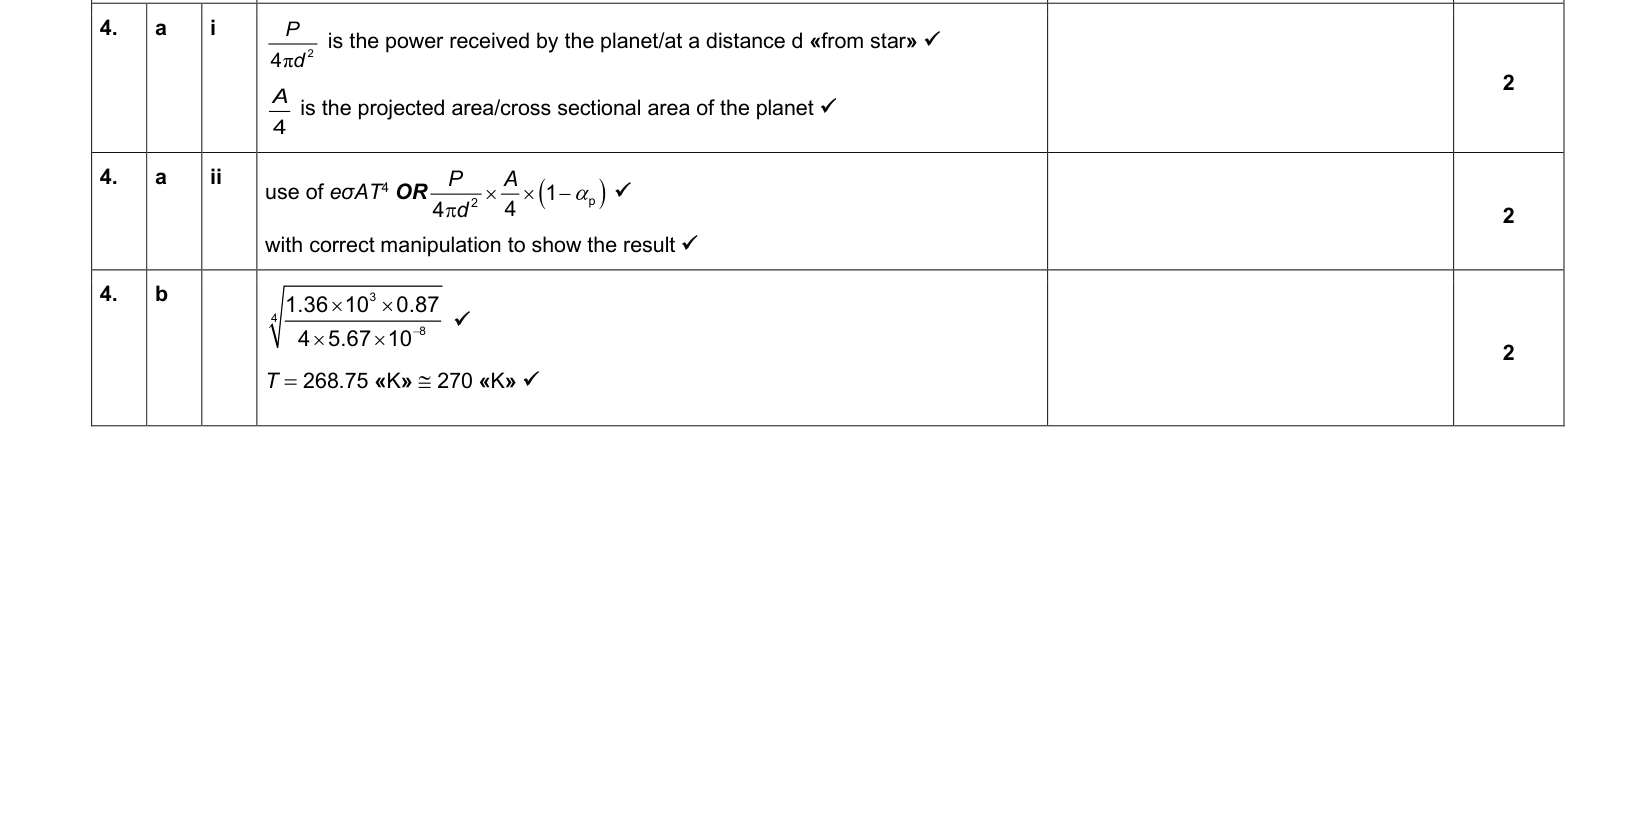 4. a i P/4πd² is the power received by the planet/at a distance d «from star» ✓
A/4 is the projected area/cross sectional area of the planet ✓
2
4. a ii use of eσAT⁴ OR P/4πd² × A/4 × (1 − αₚ) ✓
with correct manipulation to show the result ✓
2
4. b ⁴√(1.36×10³×0.87 / 4×5.67×10⁻⁸) ✓
T = 268.75 «K» ≅ 270 «K» ✓
2